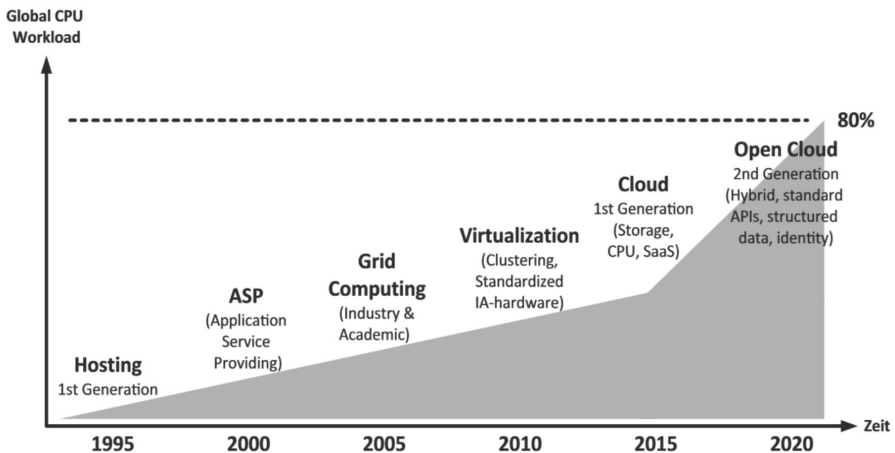 Global CPU
Workload
80%
Open Cloud
2nd Generation
(Hybrid, standard
APIs, structured
data, identity)
Cloud
1st Generation
(Storage,
CPU, SaaS)
Virtualization
(Clustering,
Standardized
IA-hardware)
Grid
Computing
(Industry &
Academic)
ASP
(Application
Service
Providing)
Hosting
1st Generation
Zeit
1995
2000
2005
2010
2015
2020